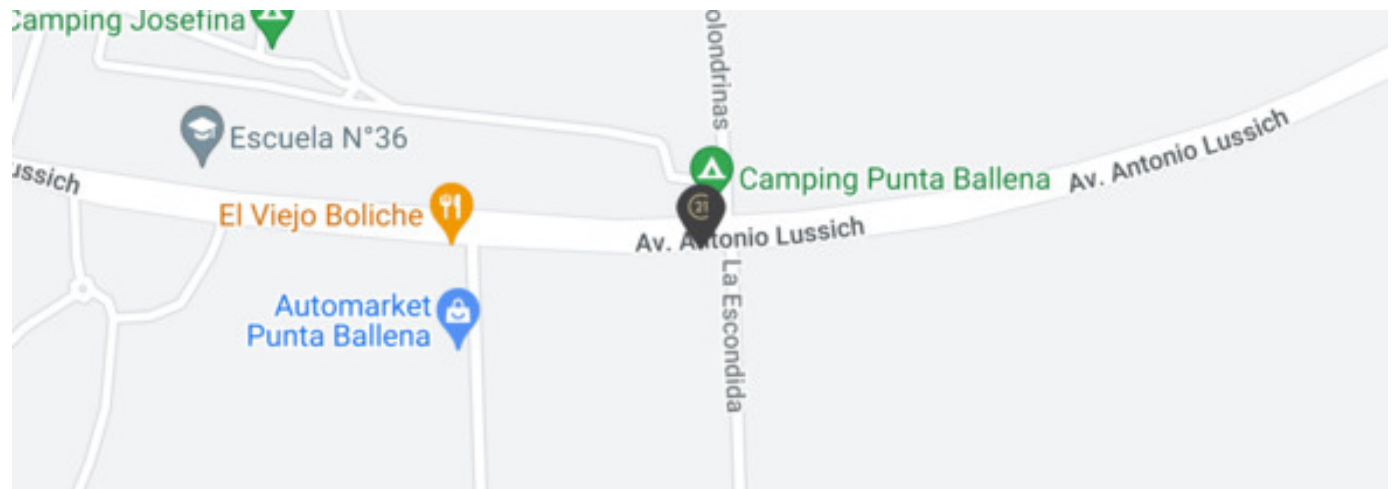 Camping Josefina
olondrinas
Escuela N°36
ussich
Camping Punta Ballena
Av. Antonio Lussich
El Viejo Boliche
21
Av. Antonio Lussich
La Escondida
Automarket
Punta Ballena